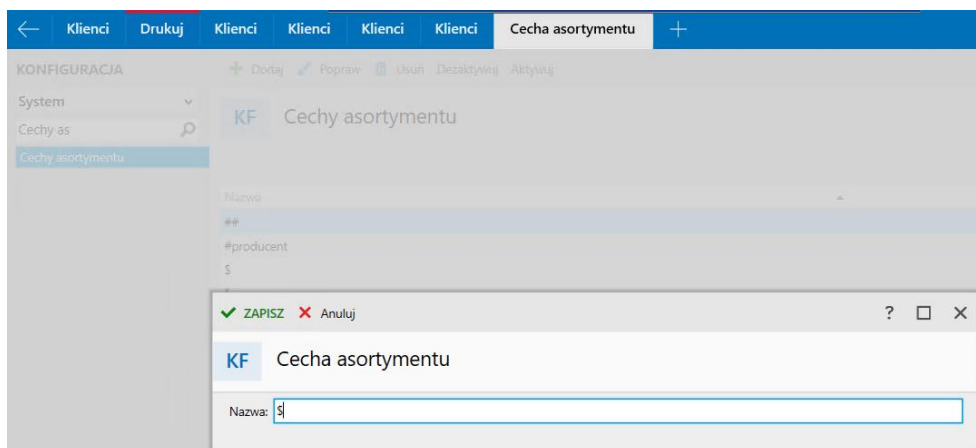 Klienci Drukuj Klienci Klienci Klienci Klienci Cecha asortymentu
KONFIGURACJA
Dodaj Popraw Usuń Dezaktywuj Aktywuj
System
Cechy as
Cechy asortymentu
KF Cechy asortymentu
Nazwa
##
#producent
$
ZAPISZ Anuluj ?
KF Cecha asortymentu
Nazwa: $